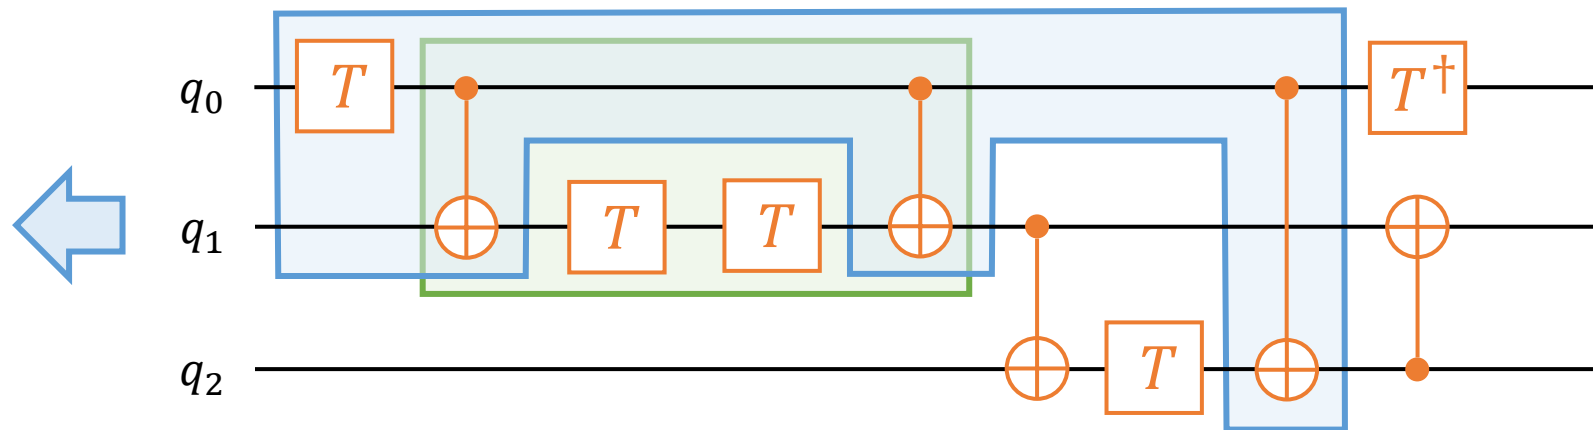 q₀ T T†
q₁ T T
q₂ T